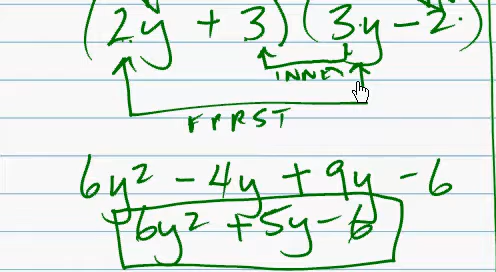 (2y + 3)(3y - 2)
INNER
FIRST
6y² - 4y + 9y - 6
6y² + 5y - 6